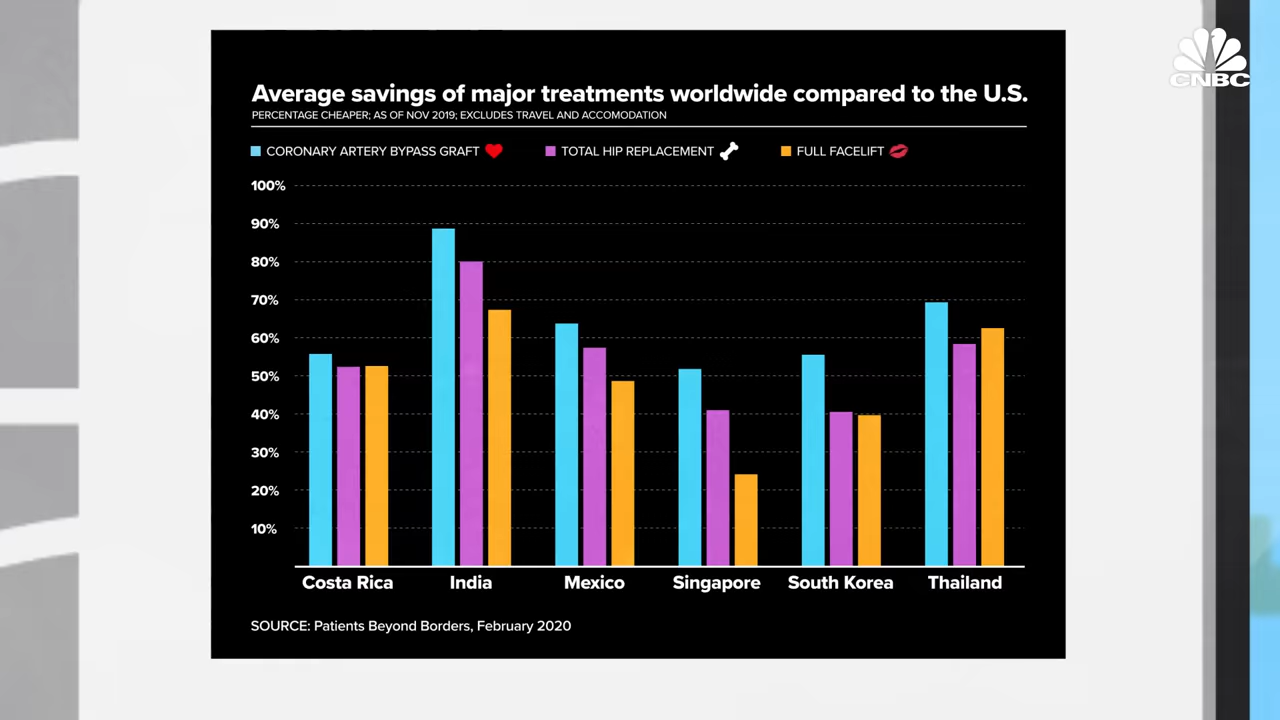 CNBC
Average savings of major treatments worldwide compared to the U.S.
PERCENTAGE CHEAPER; AS OF NOV 2019; EXCLUDES TRAVEL AND ACCOMODATION
CORONARY ARTERY BYPASS GRAFT TOTAL HIP REPLACEMENT FULL FACELIFT
100%
90%
80%
70%
60%
50%
40%
30%
20%
10%
Costa Rica India Mexico Singapore South Korea Thailand
SOURCE: Patients Beyond Borders, February 2020